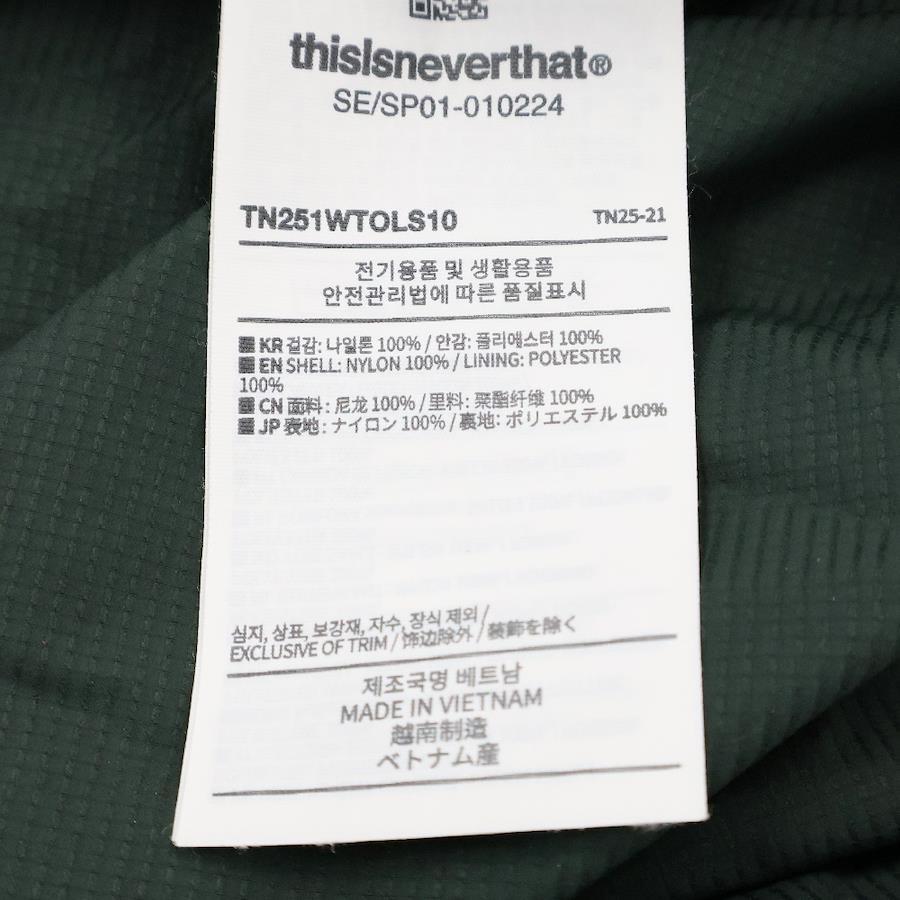 thisIsneverthat®
SE/SP01-010224
TN251WTOLS10 TN25-21
전기용품 및 생활용품
안전관리법에 따른 품질표시
KR 겉감: 나일론 100% / 안감: 폴리에스터 100%
EN SHELL: NYLON 100% / LINING: POLYESTER
100%
CN 面料: 尼龙 100% / 里料: 聚酯纤维 100%
JP 表地: ナイロン 100% / 裏地: ポリエステル 100%
심지, 상표, 보강재, 자수, 장식 제외 /
EXCLUSIVE OF TRIM / 饰边除外 / 装飾を除く
제조국명 베트남
MADE IN VIETNAM
越南制造
ベトナム産